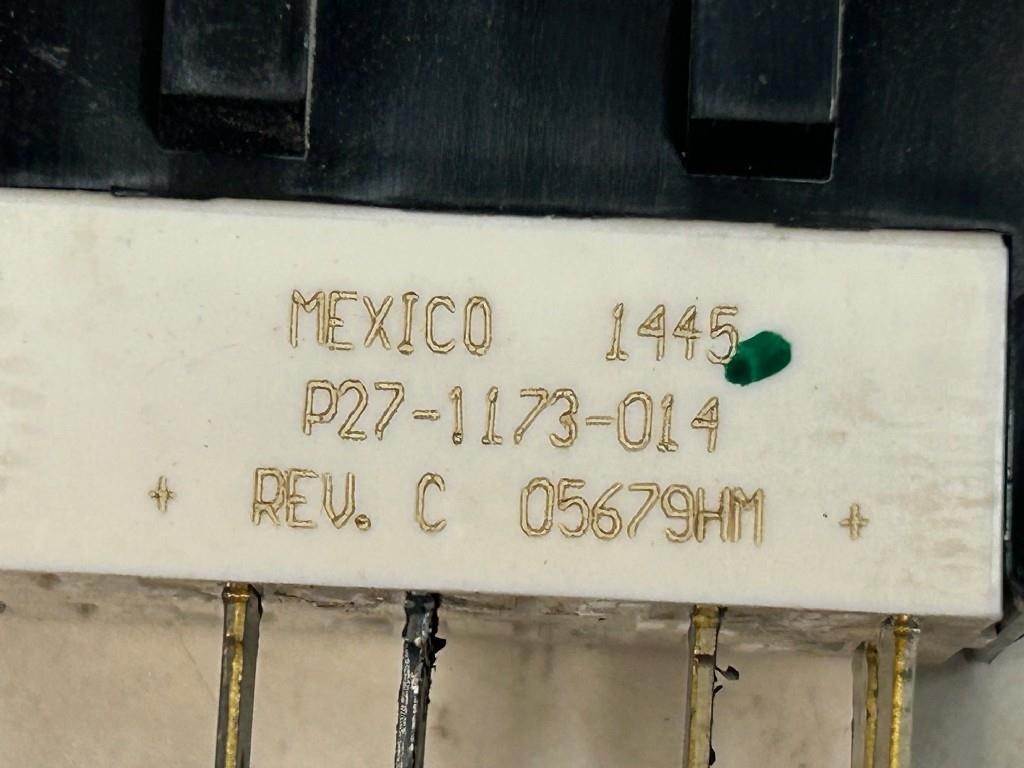 MEXICO 1445
P27-1173-014
+ REV. C 05679HM +